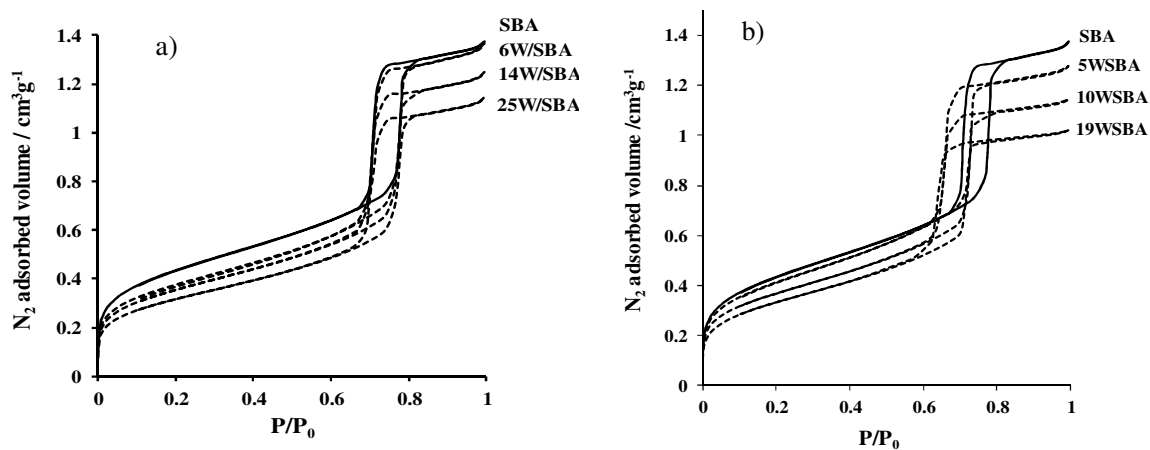 a)
SBA
6W/SBA
14W/SBA
25W/SBA
N₂ adsorbed volume / cm³g⁻¹
1.4
1.2
1
0.8
0.6
0.4
0.2
0
0 0.2 0.4 0.6 0.8 1
P/P₀
b)
SBA
5WSBA
10WSBA
19WSBA
N₂ adsorbed volume /cm³g⁻¹
1.4
1.2
1
0.8
0.6
0.4
0.2
0
0 0.2 0.4 0.6 0.8 1
P/P₀